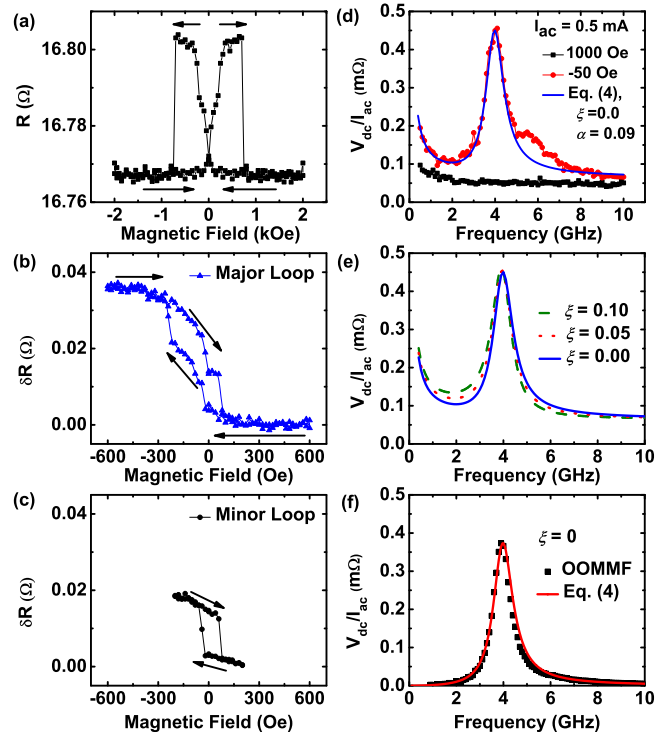 (a)
16.80
16.78
16.76
R (Ω)
-2 -1 0 1 2
Magnetic Field (kOe)
(b)
Major Loop
0.04
0.02
0.00
δR (Ω)
-600 -300 0 300 600
Magnetic Field (Oe)
(c)
Minor Loop
0.04
0.02
0.00
δR (Ω)
-600 -300 0 300 600
Magnetic Field (Oe)
(d)
I_ac = 0.5 mA
1000 Oe
-50 Oe
Eq. (4),
ξ=0.0
α = 0.09
0.5
0.4
0.3
0.2
0.1
0.0
V_dc/I_ac (mΩ)
0 2 4 6 8 10
Frequency (GHz)
(e)
ξ = 0.10
ξ = 0.05
ξ = 0.00
0.5
0.4
0.3
0.2
0.1
0.0
V_dc/I_ac (mΩ)
0 2 4 6 8 10
Frequency (GHz)
(f)
ξ = 0
OOMMF
Eq. (4)
0.5
0.4
0.3
0.2
0.1
0.0
V_dc/I_ac (mΩ)
0 2 4 6 8 10
Frequency (GHz)